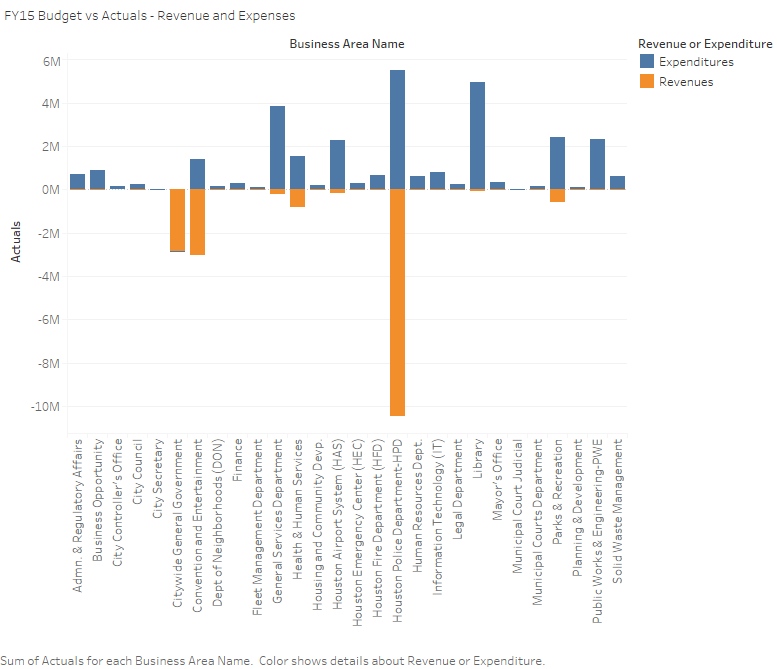 FY15 Budget vs Actuals - Revenue and Expenses
Business Area Name
Revenue or Expenditure
Expenditures
Revenues
6M
4M
2M
0M
-2M
-4M
-6M
-8M
-10M
Actuals
Admn. & Regulatory Affairs
Business Opportunity
City Controller's Office
City Council
City Secretary
Citywide General Government
Convention and Entertainment
Dept of Neighborhoods (DON)
Finance
Fleet Management Department
General Services Department
Health & Human Services
Housing and Community Devp.
Houston Airport System (HAS)
Houston Emergency Center (HEC)
Houston Fire Department (HFD)
Houston Police Department-HPD
Human Resources Dept.
Information Technology (IT)
Legal Department
Library
Mayor's Office
Municipal Court Judicial
Municipal Courts Department
Parks & Recreation
Planning & Development
Public Works & Engineering-PWE
Solid Waste Management
Sum of Actuals for each Business Area Name.  Color shows details about Revenue or Expenditure.